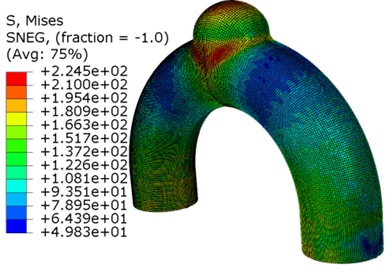 S, Mises
SNEG, (fraction = -1.0)
(Avg: 75%)
+2.245e+02
+2.100e+02
+1.954e+02
+1.809e+02
+1.663e+02
+1.517e+02
+1.372e+02
+1.226e+02
+1.081e+02
+9.351e+01
+7.895e+01
+6.439e+01
+4.983e+01